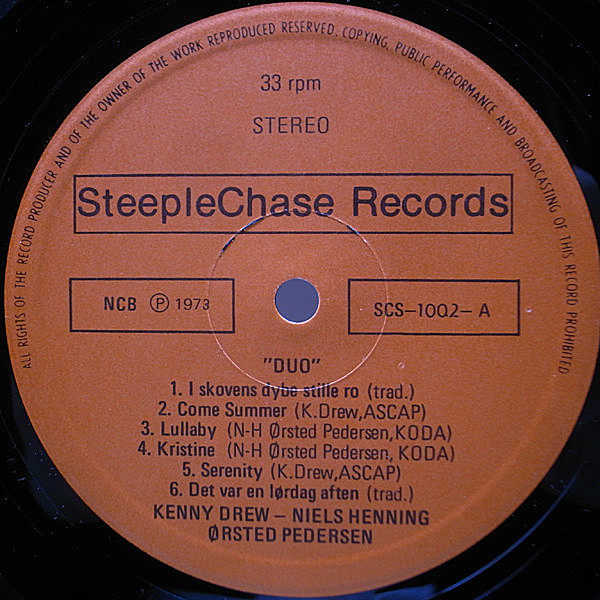 ALL RIGHTS OF THE RECORD PRODUCER AND OF THE OWNER OF THE WORK REPRODUCED RESERVED. COPYING, PUBLIC PERFORMANCE AND BROADCASTING OF THIS RECORD PROHIBITED
33 rpm
STEREO
SteepleChase Records
NCB Ⓟ 1973
SCS-1002-A
"DUO"
1. I skovens dybe stille ro (trad.)
2. Come Summer (K.Drew,ASCAP)
3. Lullaby (N-H Ørsted Pedersen,KODA)
4. Kristine (N-H Ørsted Pedersen, KODA)
5. Serenity (K.Drew,ASCAP)
6. Det var en lørdag aften (trad.)
KENNY DREW – NIELS HENNING
ØRSTED PEDERSEN